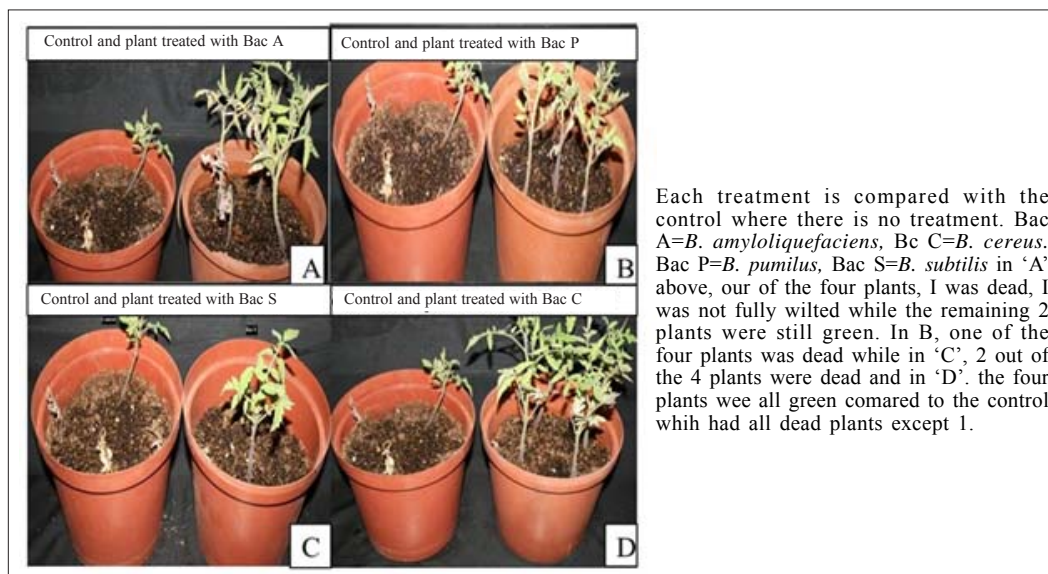 Control and plant treated with Bac A
Control and plant treated with Bac P
A
B
Control and plant treated with Bac S
Control and plant treated with Bac C
C
D
Each treatment is compared with the
control where there is no treatment. Bac
A=B. amyloliquefaciens, Bc C=B. cereus.
Bac P=B. pumilus, Bac S=B. subtilis in ‘A’
above, our of the four plants, I was dead, I
was not fully wilted while the remaining 2
plants were still green. In B, one of the
four plants was dead while in ‘C’, 2 out of
the 4 plants were dead and in ‘D’. the four
plants wee all green comared to the control
whih had all dead plants except 1.